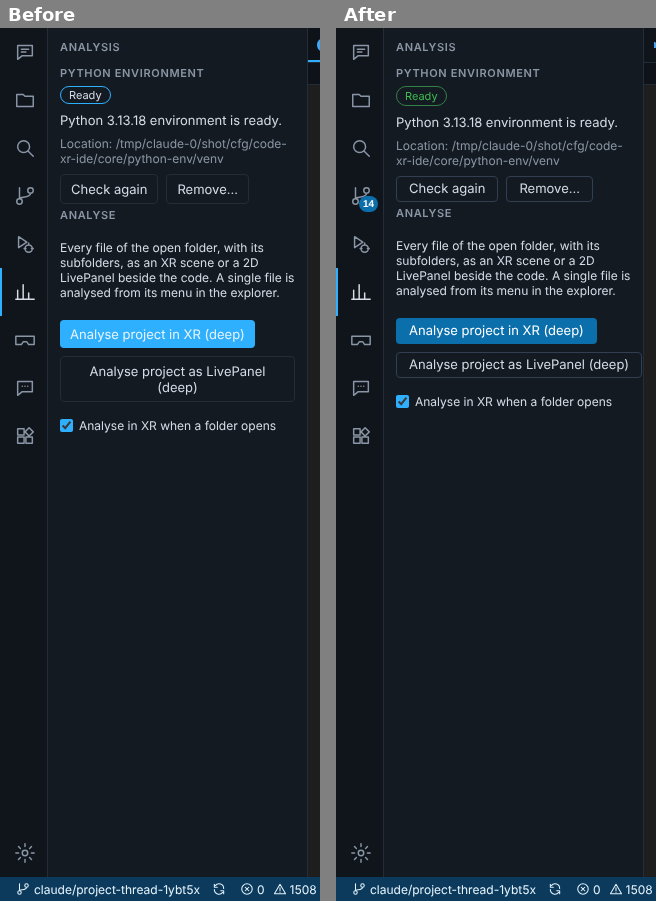 Before
ANALYSIS
PYTHON ENVIRONMENT
Ready
Python 3.13.18 environment is ready.
Location: /tmp/claude-0/shot/cfg/code-
xr-ide/core/python-env/venv
Check again
Remove...
ANALYSE
Every file of the open folder, with its
subfolders, as an XR scene or a 2D
LivePanel beside the code. A single file is
analysed from its menu in the explorer.
Analyse project in XR (deep)
Analyse project as LivePanel
(deep)
Analyse in XR when a folder opens
claude/project-thread-1ybt5x
0
1508
After
ANALYSIS
PYTHON ENVIRONMENT
Ready
Python 3.13.18 environment is ready.
Location: /tmp/claude-0/shot/cfg/code-
xr-ide/core/python-env/venv
14
Check again
Remove...
ANALYSE
Every file of the open folder, with its
subfolders, as an XR scene or a 2D
LivePanel beside the code. A single file is
analysed from its menu in the explorer.
Analyse project in XR (deep)
Analyse project as LivePanel (deep)
Analyse in XR when a folder opens
claude/project-thread-1ybt5x
0
1508